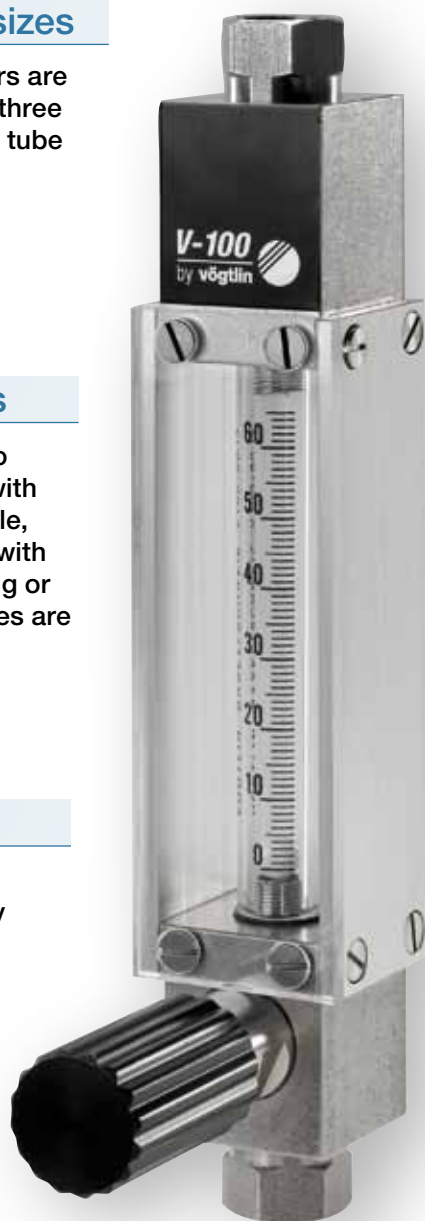 sizes
rs are
three
tube
V-100
by vögtlin
s
o
with
le,
with
g or
es are
y
60
50
40
30
20
10
0